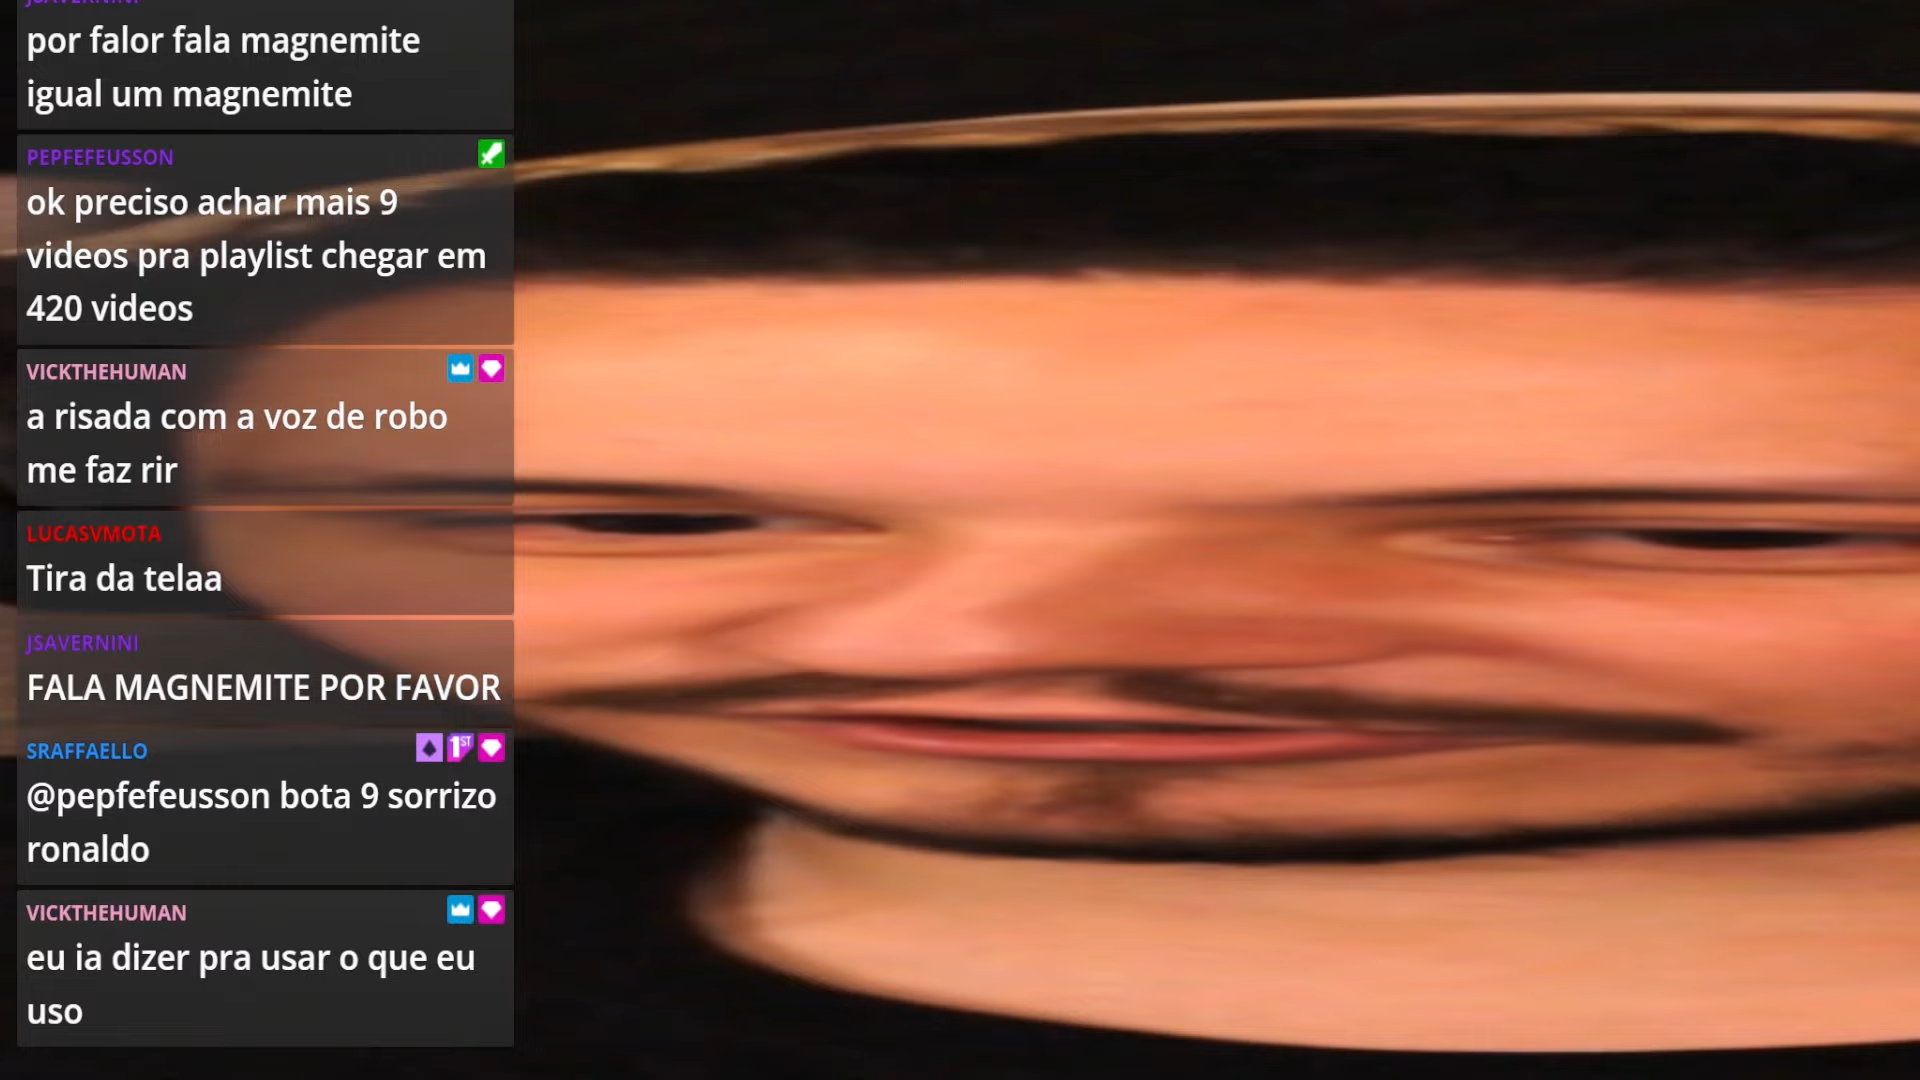 JSAVERNINI
por falor fala magnemite
igual um magnemite
PEPFEFEUSSON
ok preciso achar mais 9
videos pra playlist chegar em
420 videos
VICKTHEHUMAN
a risada com a voz de robo
me faz rir
LUCASVMOTA
Tira da telaa
JSAVERNINI
FALA MAGNEMITE POR FAVOR
SRAFFAELLO 1ST
@pepfefeusson bota 9 sorrizo
ronaldo
VICKTHEHUMAN
eu ia dizer pra usar o que eu
uso